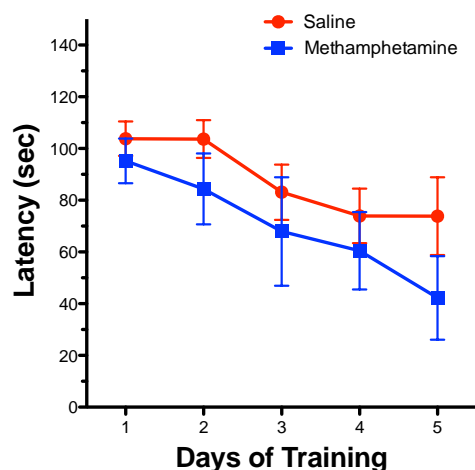 Saline
Methamphetamine
140
120
100
80
60
40
20
0
Latency (sec)
1 2 3 4 5
Days of Training